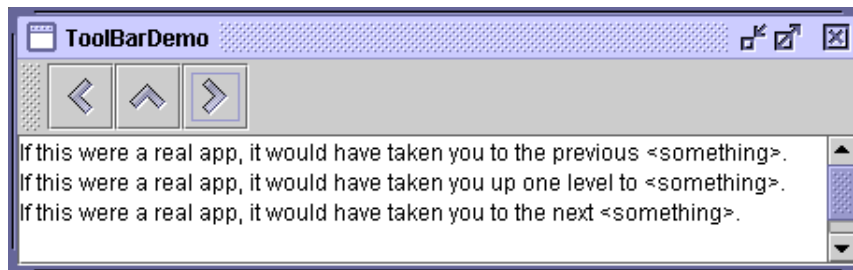 ToolBarDemo
If this were a real app, it would have taken you to the previous <something>.
If this were a real app, it would have taken you up one level to <something>.
If this were a real app, it would have taken you to the next <something>.